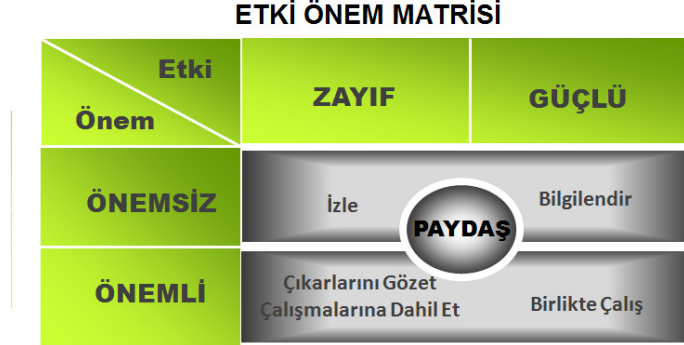 ETKİ ÖNEM MATRİSİ
Etki
Önem
ZAYIF
GÜÇLÜ
ÖNEMSİZ
İzle
Bilgilendir
PAYDAŞ
ÖNEMLİ
Çıkarlarını Gözet
Çalışmalarına Dahil Et
Birlikte Çalış